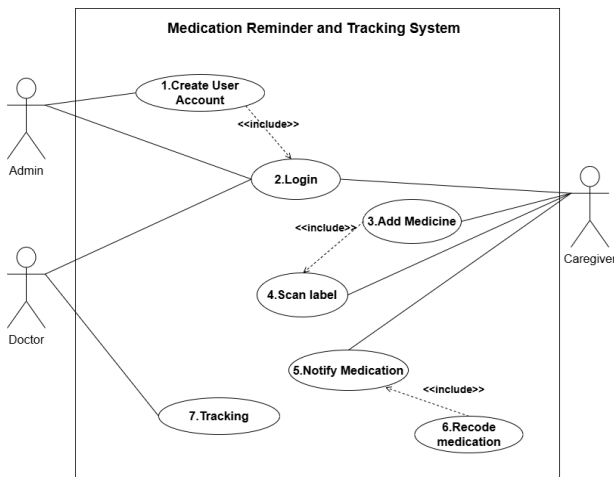 Medication Reminder and Tracking System
1.Create User
Account
<<include>>
Admin
2.Login
3.Add Medicine
<<include>>
Caregiver
4.Scan label
Doctor
5.Notify Medication
<<include>>
7.Tracking
6.Recode
medication